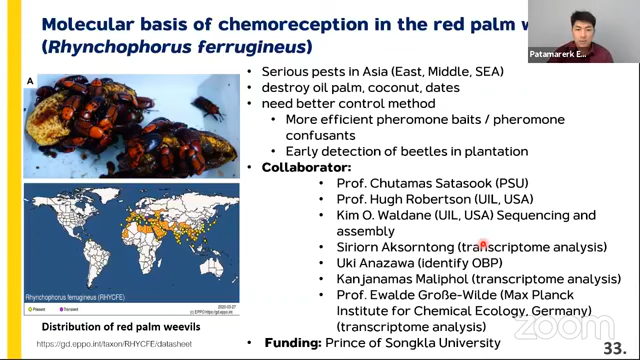 Molecular basis of chemoreception in the red palm w
(Rhynchophorus ferrugineus)
Patamarerk E...
A
• Serious pests in Asia (East, Middle, SEA)
• destroy oil palm, coconut, dates
• need better control method
• More efficient pheromone baits / pheromone
confusants
• Early detection of beetles in plantation
• Collaborator:
• Prof. Chutamas Satasook (PSU)
• Prof. Hugh Robertson (UIL, USA)
• Kim O. Waldane (UIL, USA) Sequencing and
assembly
• Siriorn Aksorntong (transcriptome analysis)
• Uki Anazawa (identify OBP)
• Kanjanamas Maliphol (transcriptome analysis)
• Prof. Ewalde Große-Wilde (Max Planck
Institute for Chemical Ecology, Germany)
(transcriptome analysis)
• Funding: Prince of Songkla University
Rhynchophorus ferrugineus (RHYCFE)
Present
Transient
Distribution of red palm weevils
https://gd.eppo.int/taxon/RHYCFE/datasheet
zoom
33.